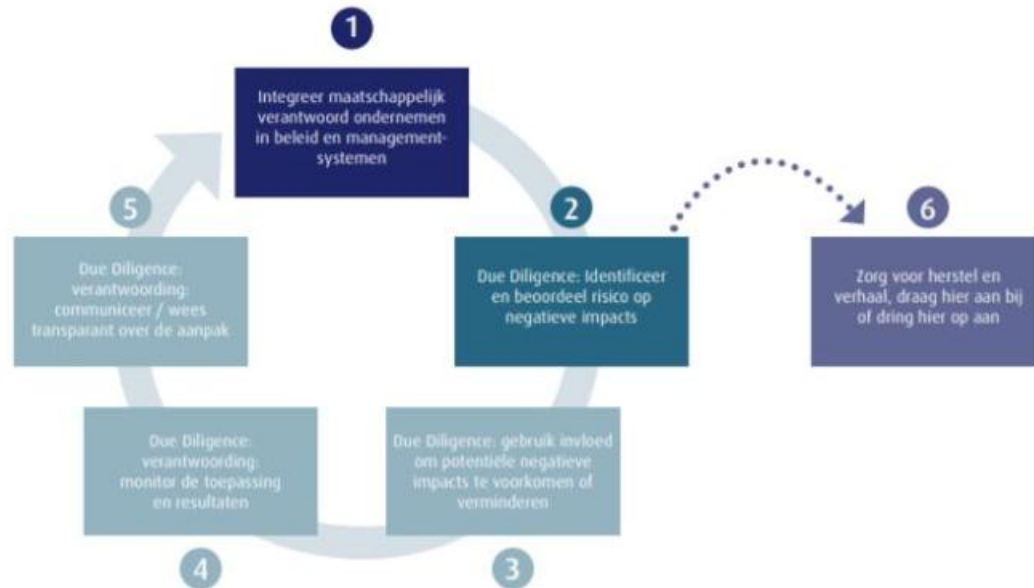 1
Integreer maatschappelijk
verantwoord ondernemen
in beleid en management-
systemen
2
Due Diligence: Identificeer
en beoordeel risico op
negatieve impacts
3
Due Diligence: gebruik invloed
om potentiële negatieve
impacts te voorkomen of
verminderen
4
Due Diligence:
verantwoording:
monitor de toepassing
en resultaten
5
Due Diligence:
verantwoording:
communiceer / wees
transparant over de aanpak
6
Zorg voor herstel en
verhaal, draag hier aan bij
of dring hier op aan